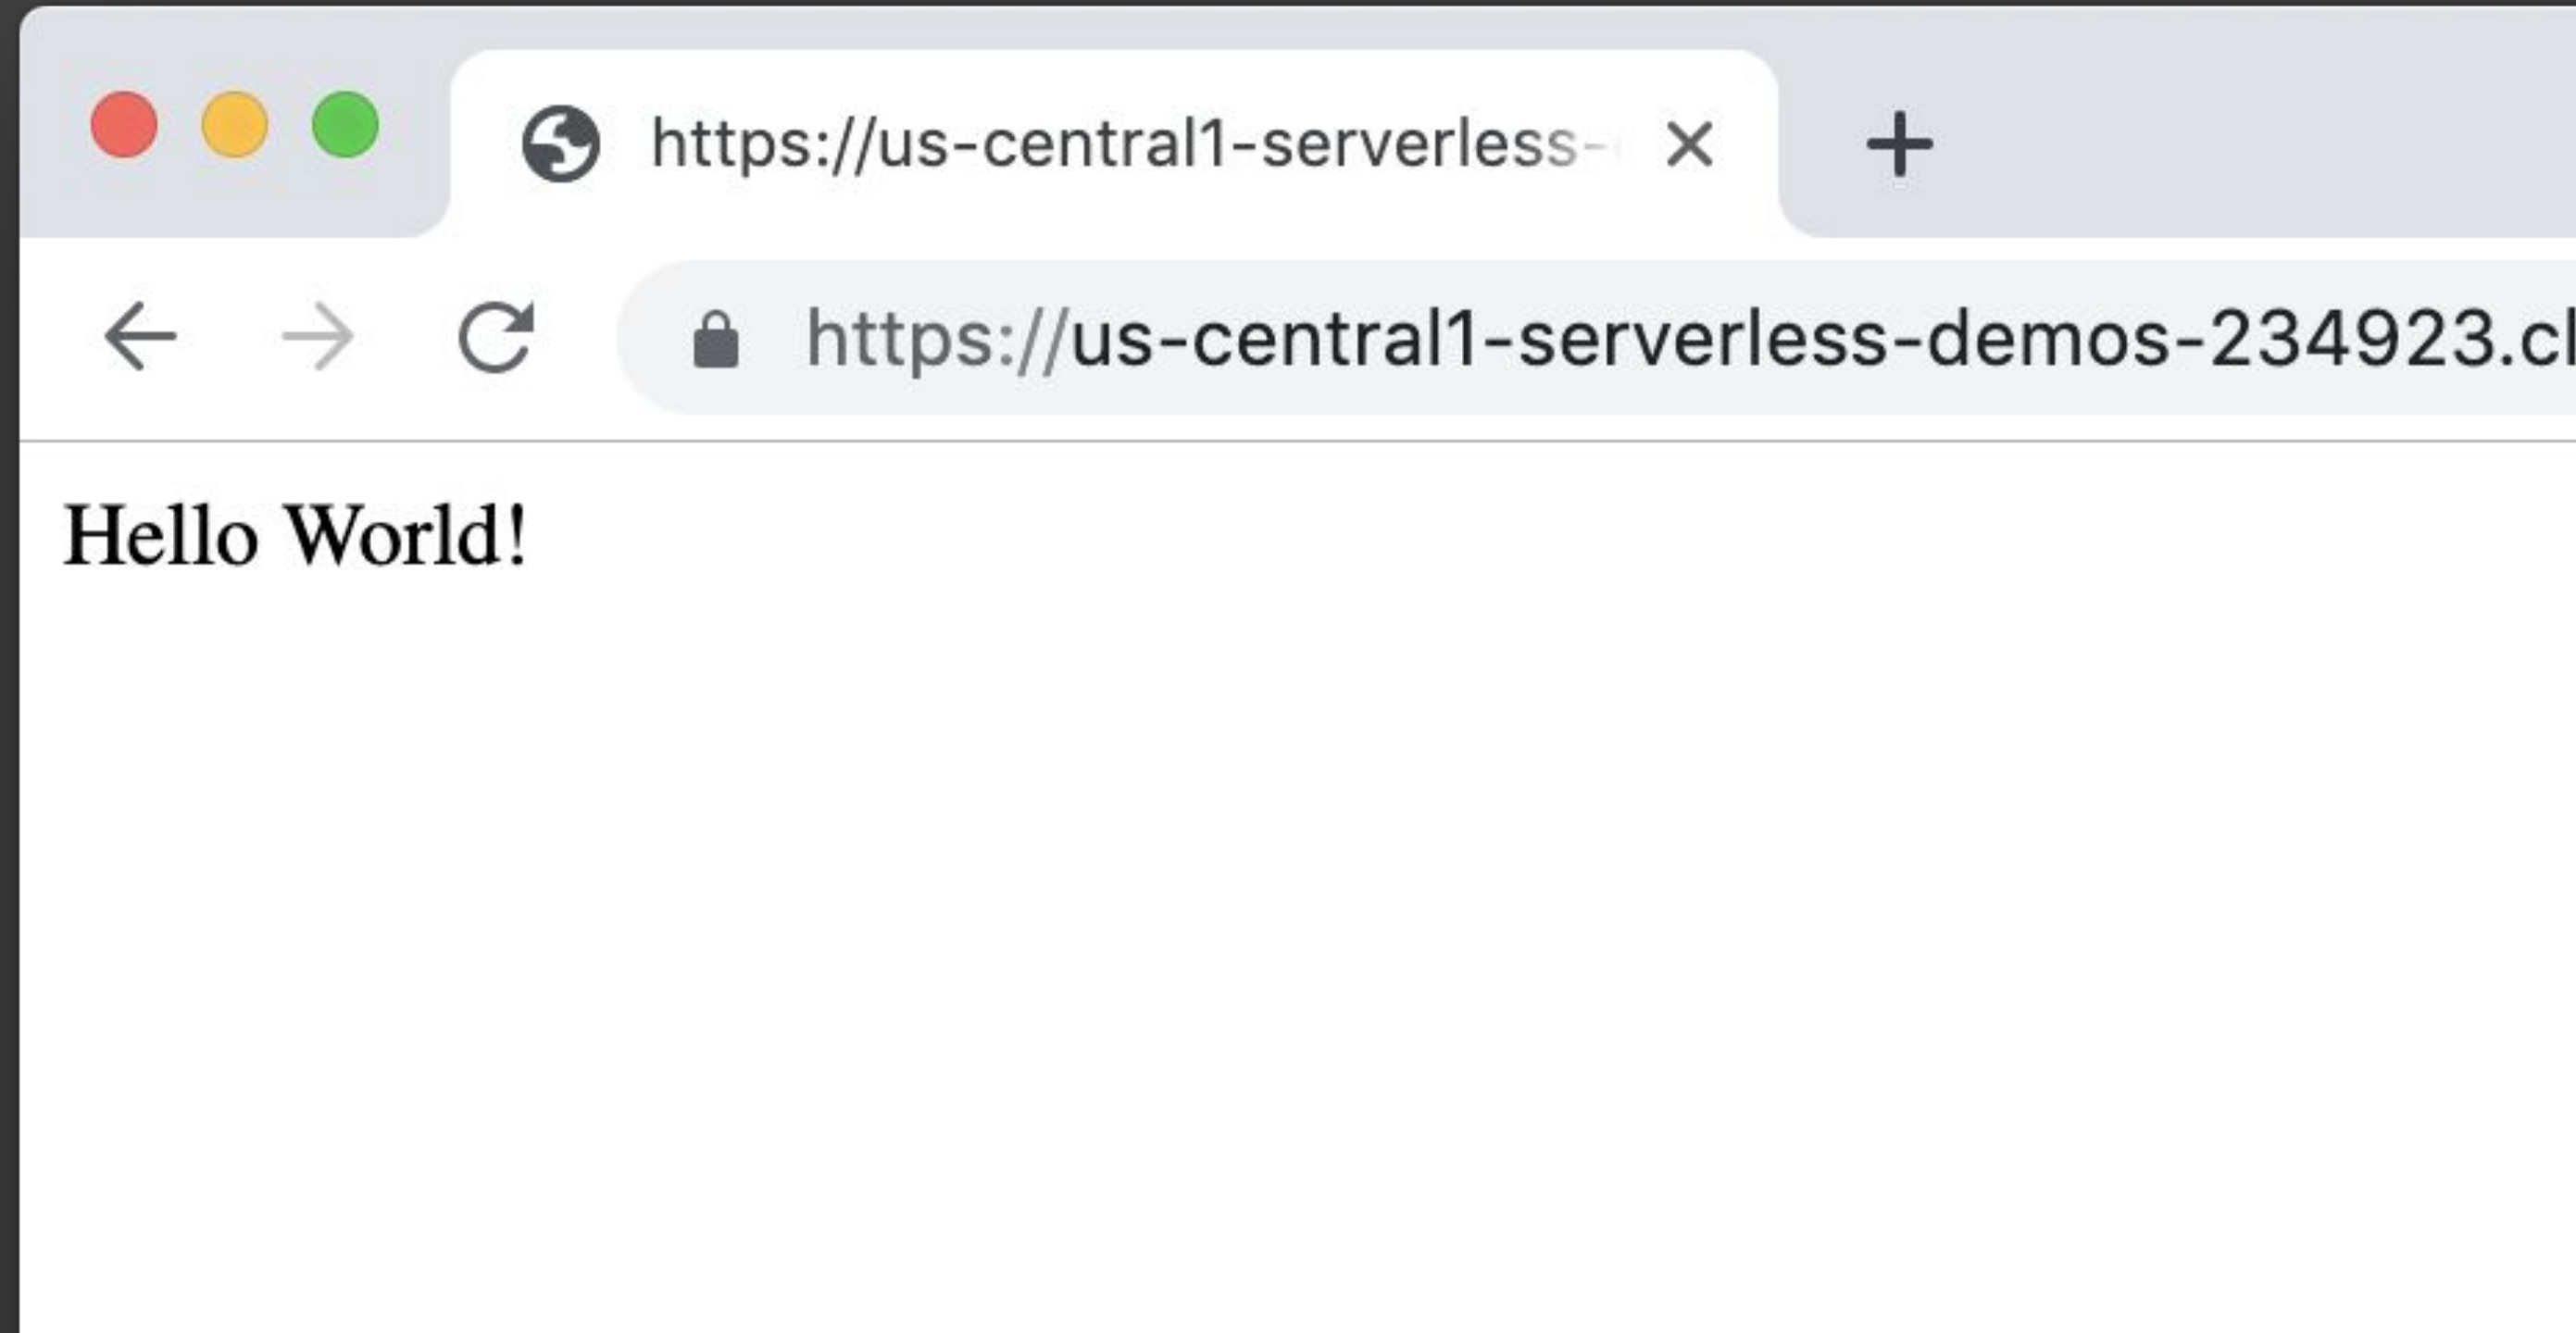 https://us-central1-serverless-
https://us-central1-serverless-demos-234923.cl
Hello World!